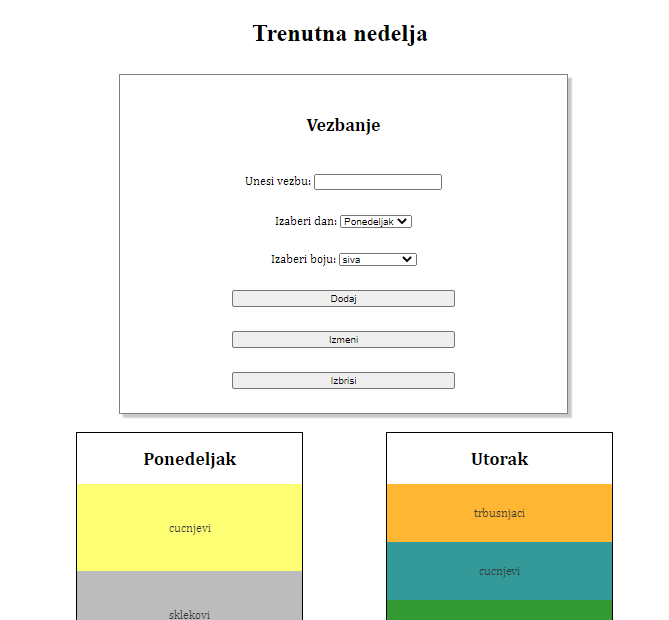 Trenutna nedelja
Vezbanje
Unesi vezbu:
Izaberi dan: Ponedeljak
Izaberi boju: siva
Dodaj
Izmeni
Izbrisi
Ponedeljak
cucnjevi
sklekovi
Utorak
trbusnjaci
cucnjevi